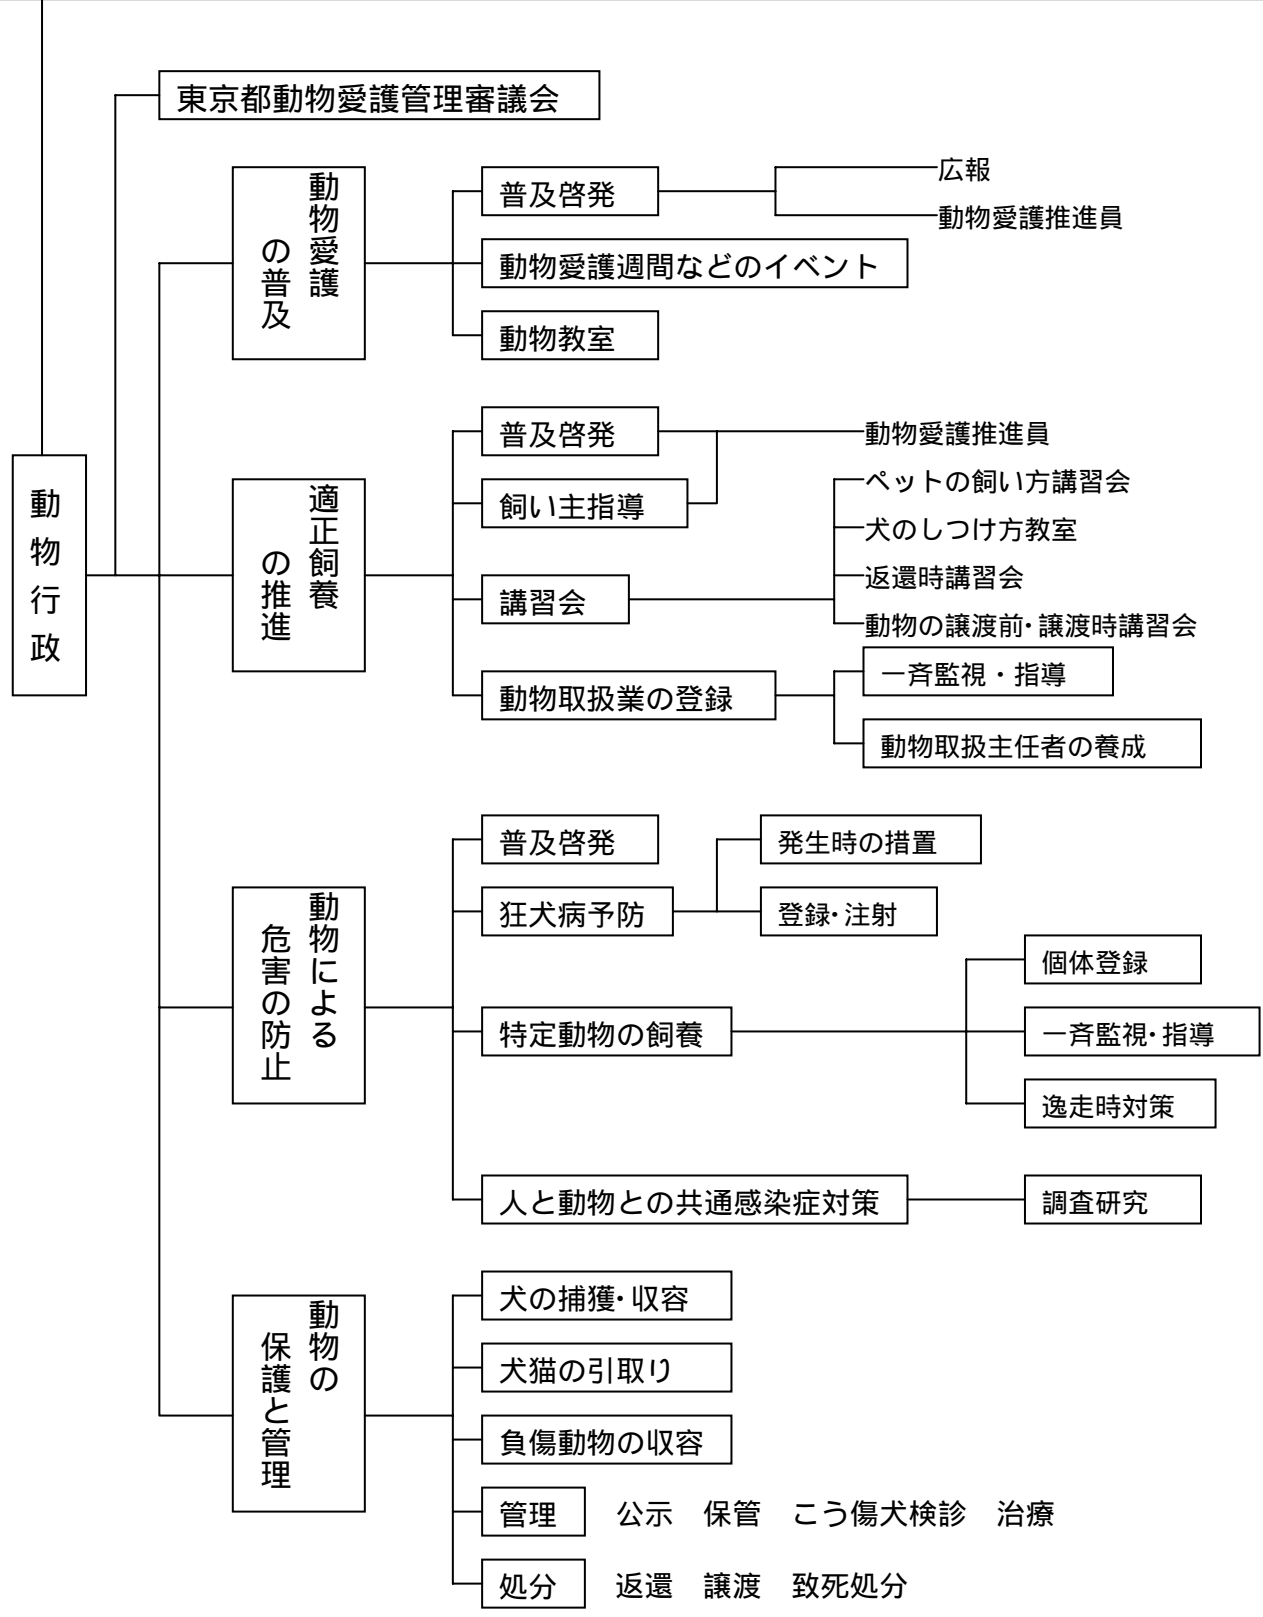 東京都動物愛護管理審議会
動物行政
動物愛護
の普及
普及啓発
広報
動物愛護推進員
動物愛護週間などのイベント
動物教室
適正飼養
の推進
普及啓発
動物愛護推進員
飼い主指導
講習会
ペットの飼い方講習会
犬のしつけ方教室
返還時講習会
動物の譲渡前・譲渡時講習会
動物取扱業の登録
一斉監視・指導
動物取扱主任者の養成
動物による
危害の防止
普及啓発
狂犬病予防
発生時の措置
登録・注射
特定動物の飼養
個体登録
一斉監視・指導
逸走時対策
人と動物との共通感染症対策
調査研究
動物の
保護と管理
犬の捕獲・収容
犬猫の引取り
負傷動物の収容
管理　公示　保管　こう傷犬検診　治療
処分　返還　譲渡　致死処分